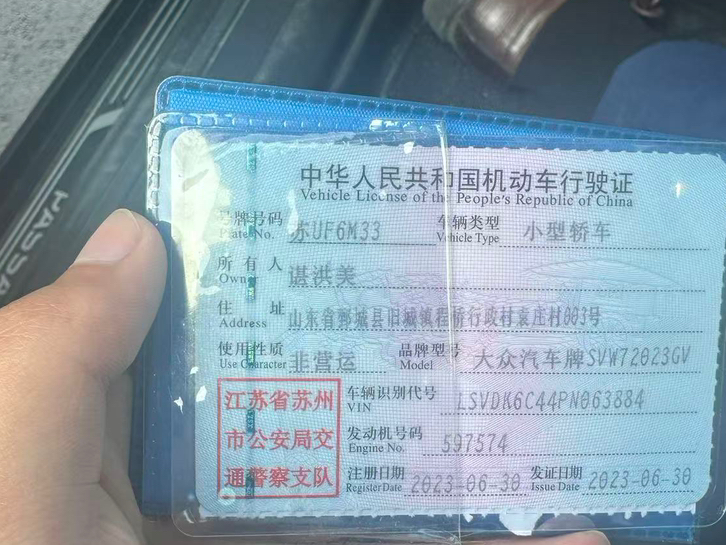 中华人民共和国机动车行驶证
Vehicle License of the People's Republic of China
号牌号码 苏UF6M33 车辆类型 小型轿车
Plate No. Vehicle Type
所有人 谌洪美
Owner
住址 山东省鄄城县旧城镇程桥行政村袁庄村003号
Address
使用性质 非营运 品牌型号 大众汽车牌SVW72023GV
Use Character Model
江苏省苏州
市公安局交
通警察支队
车辆识别代号 LSVDK6C44PN063884
VIN
发动机号码 597574
Engine No.
注册日期 2023-06-30 发证日期 2023-06-30
Register Date Issue Date
PASSA